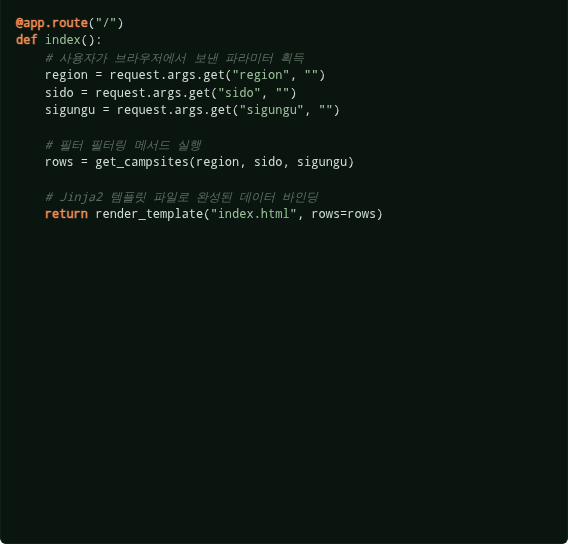 @app.route("/")
def index():
    # 사용자가 브라우저에서 보낸 파라미터 획득
    region = request.args.get("region", "")
    sido = request.args.get("sido", "")
    sigungu = request.args.get("sigungu", "")
    # 필터 필터링 메서드 실행
    rows = get_campsites(region, sido, sigungu)
    # Jinja2 템플릿 파일로 완성된 데이터 바인딩
    return render_template("index.html", rows=rows)